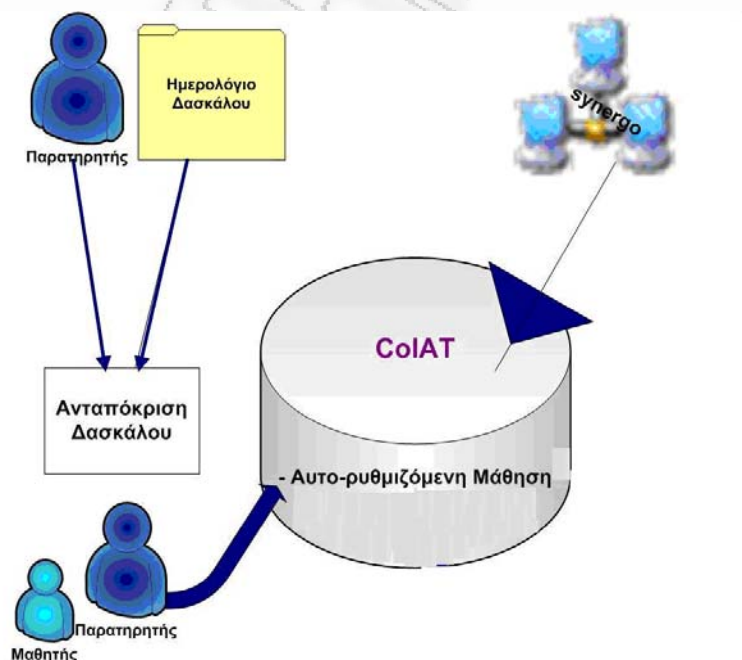 Ημερολόγιο
Δασκάλου
Παρατηρητής
synergo
ColAT
Ανταπόκριση
Δασκάλου
- Αυτο-ρυθμιζόμενη Μάθηση
Παρατηρητής
Μαθητής